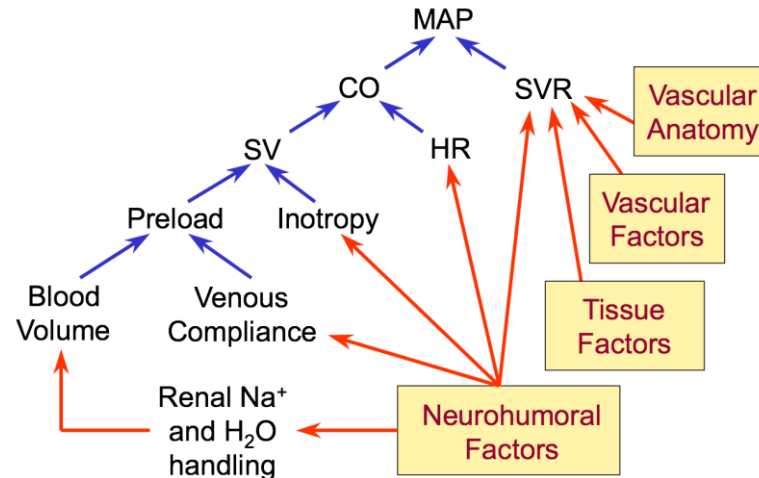 MAP
CO
SVR
Vascular
Anatomy
SV
HR
Preload
Inotropy
Vascular
Factors
Blood
Volume
Venous
Compliance
Tissue
Factors
Renal Na⁺
and H₂O
handling
Neurohumoral
Factors